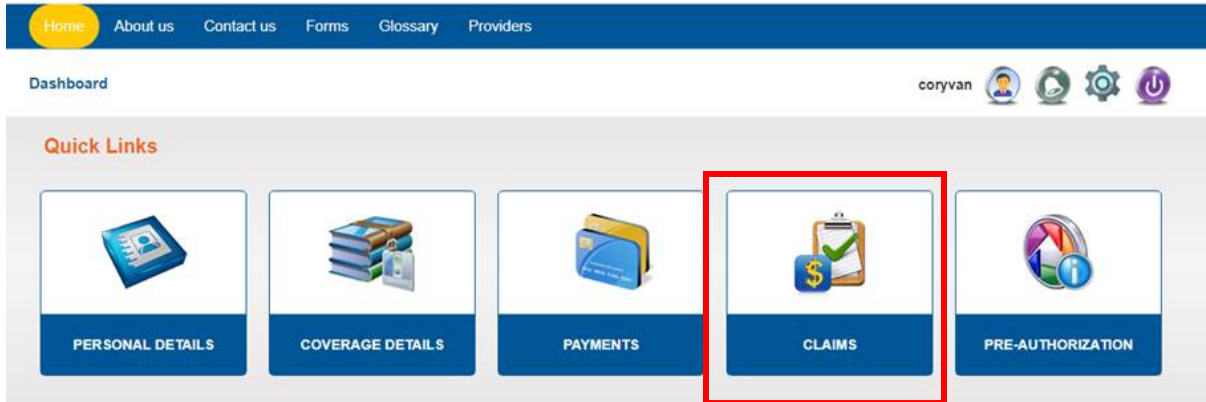 Home About us Contact us Forms Glossary Providers
Dashboard coryvan
Quick Links
PERSONAL DETAILS COVERAGE DETAILS PAYMENTS CLAIMS PRE-AUTHORIZATION